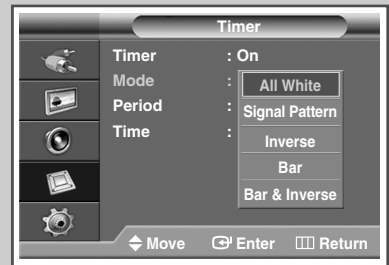 Timer
Timer : On
Mode : All White
Period : Signal Pattern
Time : Inverse
Bar
Bar & Inverse
Move Enter Return